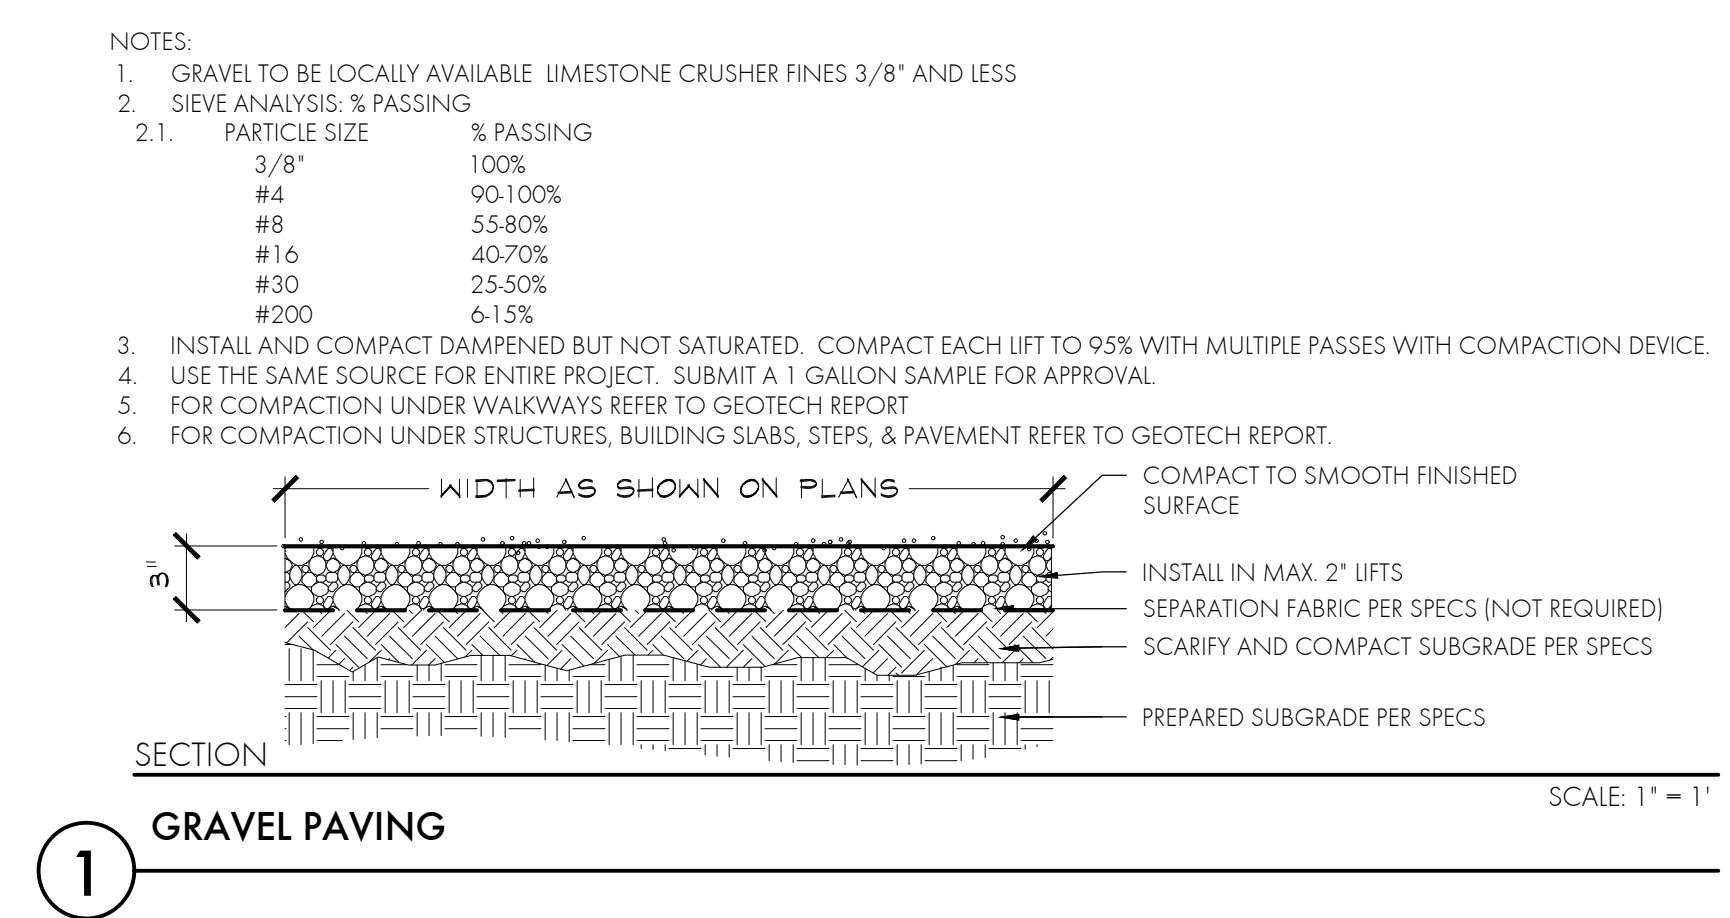 NOTES:
1. GRAVEL TO BE LOCALLY AVAILABLE LIMESTONE CRUSHER FINES 3/8" AND LESS
2. SIEVE ANALYSIS: % PASSING
2.1. PARTICLE SIZE % PASSING
3/8" 100%
#4 90-100%
#8 55-80%
#16 40-70%
#30 25-50%
#200 6-15%
3. INSTALL AND COMPACT DAMPENED BUT NOT SATURATED. COMPACT EACH LIFT TO 95% WITH MULTIPLE PASSES WITH COMPACTION DEVICE.
4. USE THE SAME SOURCE FOR ENTIRE PROJECT. SUBMIT A 1 GALLON SAMPLE FOR APPROVAL.
5. FOR COMPACTION UNDER WALKWAYS REFER TO GEOTECH REPORT
6. FOR COMPACTION UNDER STRUCTURES, BUILDING SLABS, STEPS, & PAVEMENT REFER TO GEOTECH REPORT.
WIDTH AS SHOWN ON PLANS
3"
COMPACT TO SMOOTH FINISHED
SURFACE
INSTALL IN MAX. 2" LIFTS
SEPARATION FABRIC PER SPECS (NOT REQUIRED)
SCARIFY AND COMPACT SUBGRADE PER SPECS
PREPARED SUBGRADE PER SPECS
SECTION
SCALE: 1" = 1'
1 GRAVEL PAVING